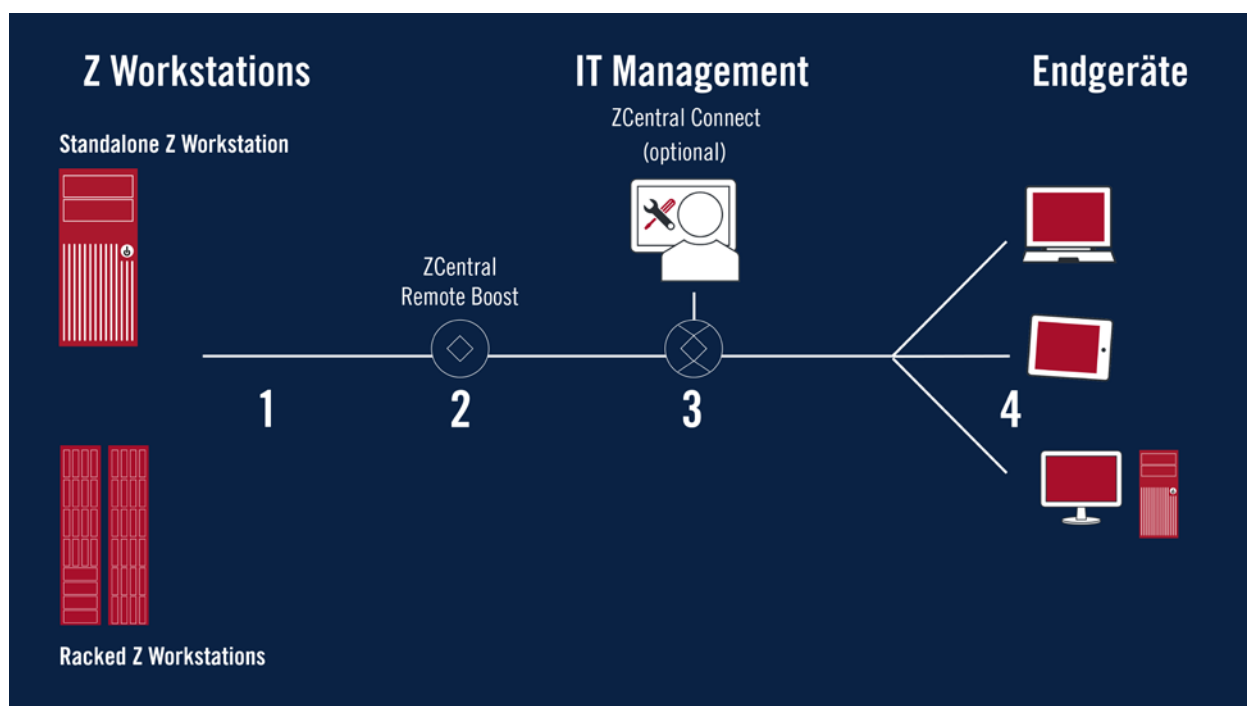 Z Workstations
IT Management
Endgeräte
ZCentral Connect
(optional)
Standalone Z Workstation
ZCentral
Remote Boost
1
2
3
4
Racked Z Workstations